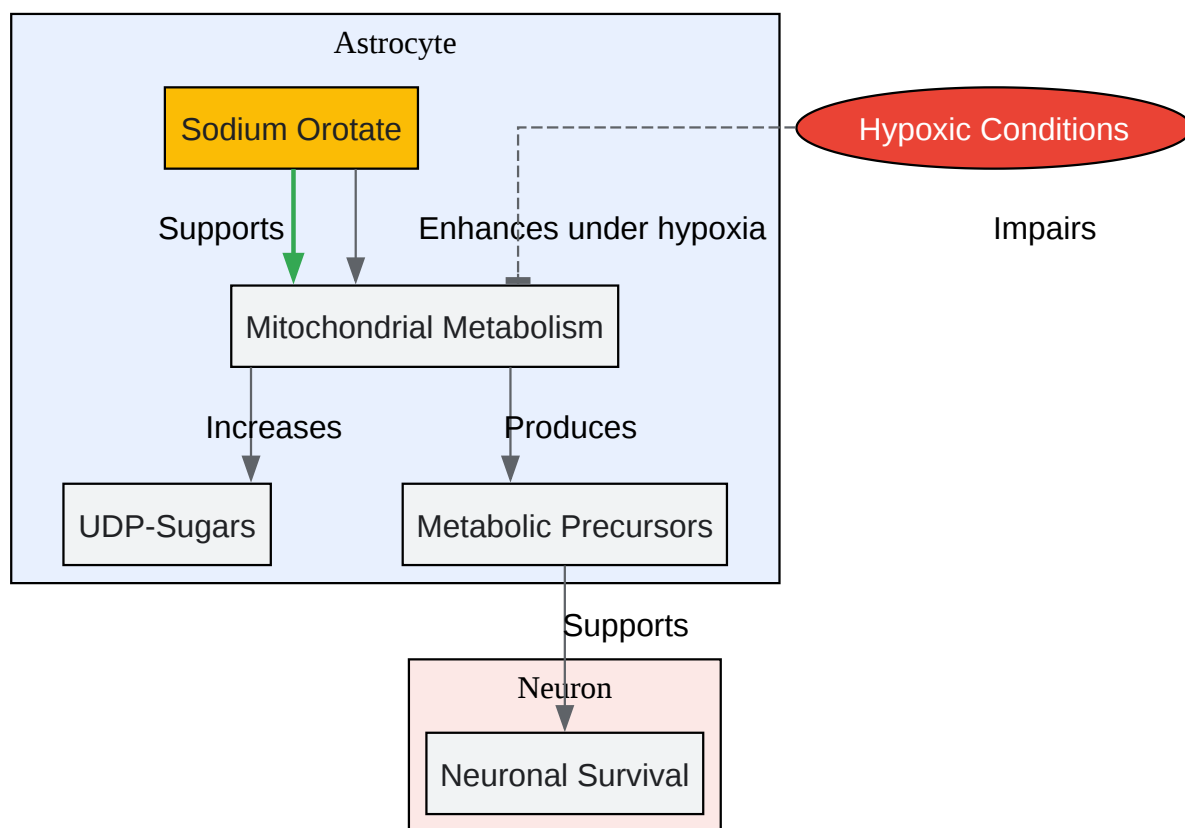 Astrocyte
Sodium Orotate
Hypoxic Conditions
Supports
Enhances under hypoxia
Impairs
Mitochondrial Metabolism
Increases
Produces
UDP-Sugars
Metabolic Precursors
Supports
Neuron
Neuronal Survival